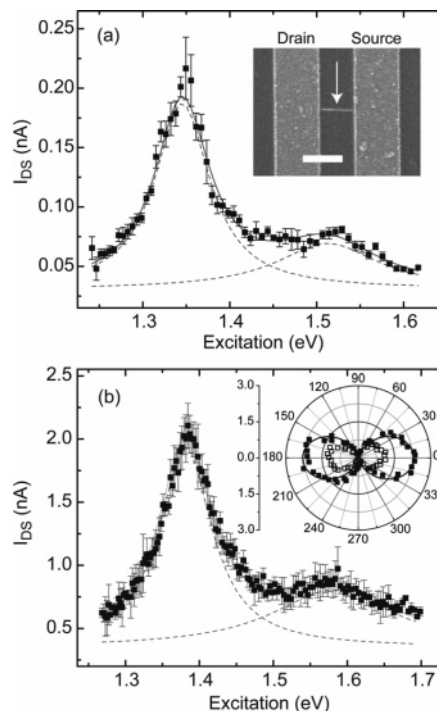 (a)
Drain Source
0.25
0.20
0.15
0.10
0.05
I_DS (nA)
1.3 1.4 1.5 1.6
Excitation (eV)
(b)
2.5
2.0
1.5
1.0
0.5
I_DS (nA)
3.0
1.5
0.0
1.5
3.0
90
120 60
150 30
180 0
210 33
240 300
270
1.3 1.4 1.5 1.6 1.7
Excitation (eV)